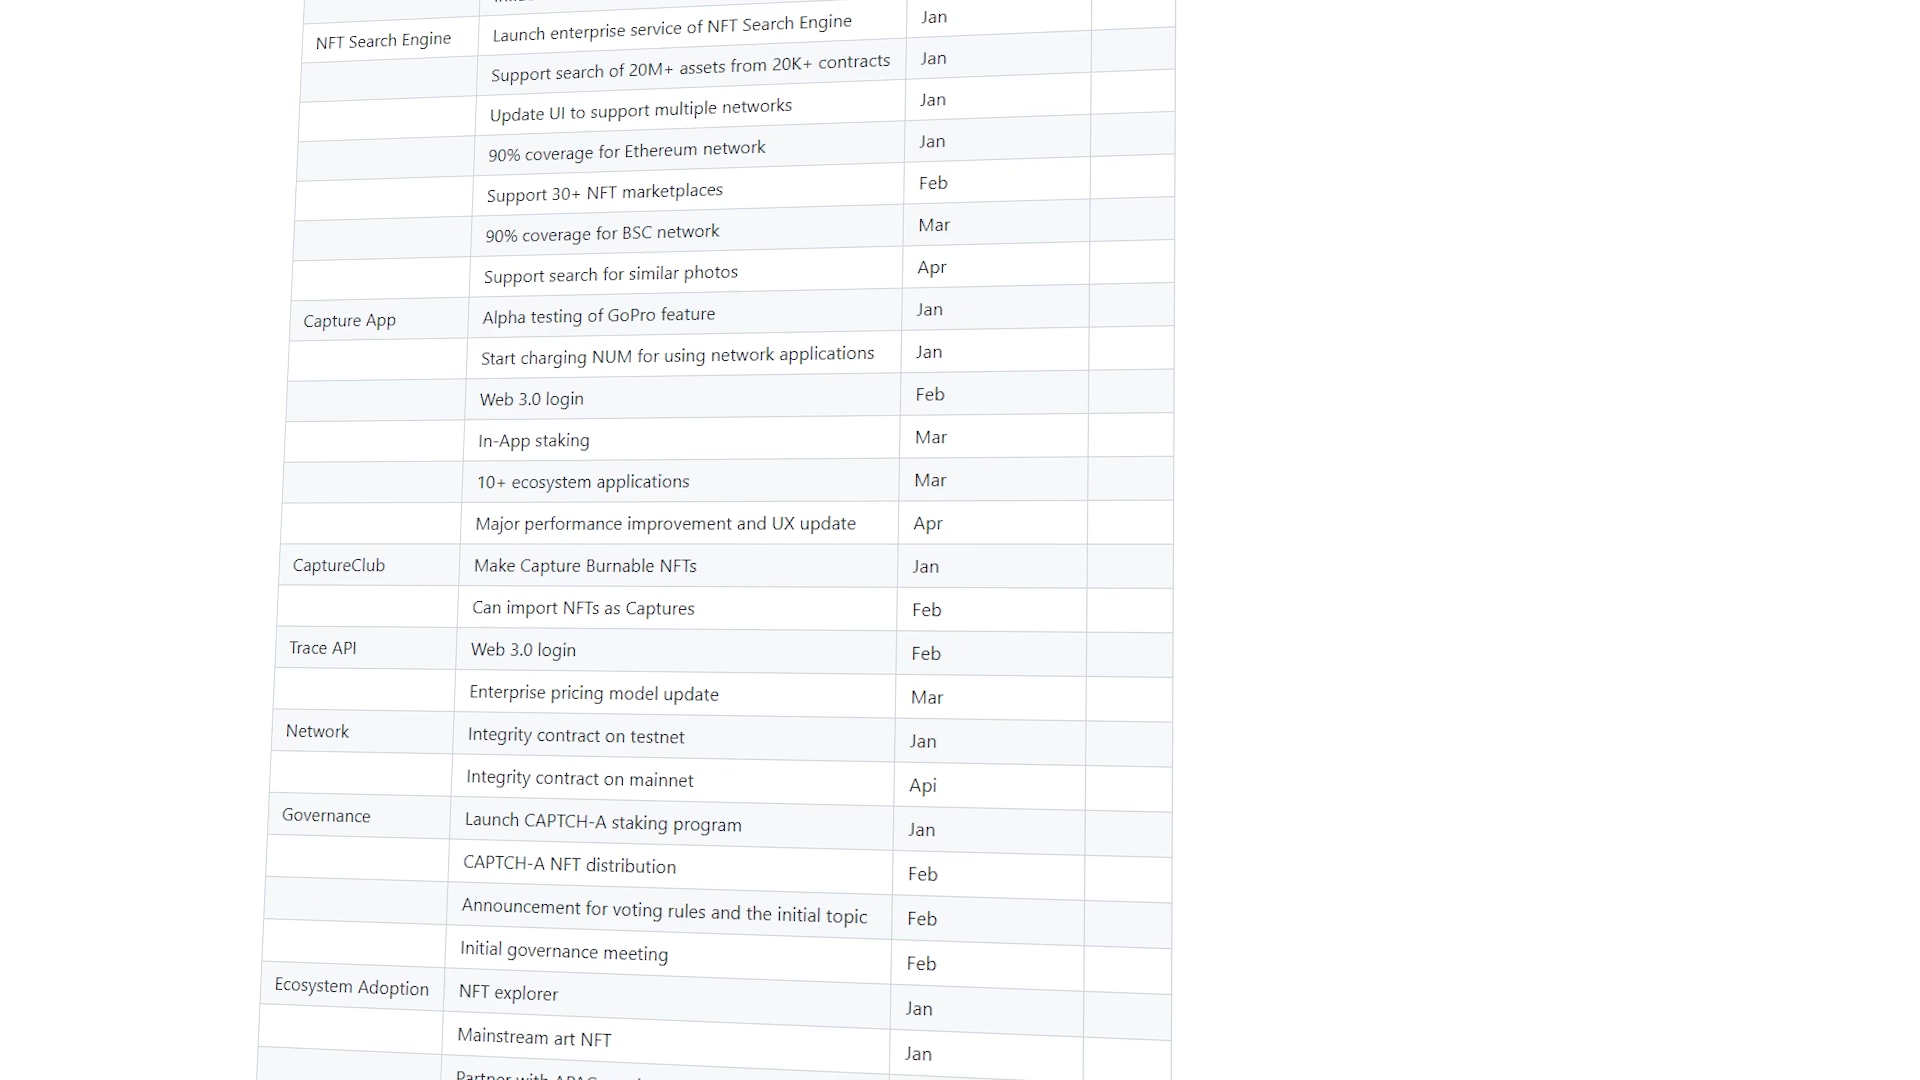 NFT Search Engine Launch enterprise service of NFT Search Engine Jan
Support search of 20M+ assets from 20K+ contracts Jan
Update UI to support multiple networks Jan
90% coverage for Ethereum network Jan
Support 30+ NFT marketplaces Feb
90% coverage for BSC network Mar
Support search for similar photos Apr
Capture App Alpha testing of GoPro feature Jan
Start charging NUM for using network applications Jan
Web 3.0 login Feb
In-App staking Mar
10+ ecosystem applications Mar
Major performance improvement and UX update Apr
CaptureClub Make Capture Burnable NFTs Jan
Can import NFTs as Captures Feb
Trace API Web 3.0 login Feb
Enterprise pricing model update Mar
Network Integrity contract on testnet Jan
Integrity contract on mainnet Api
Governance Launch CAPTCH-A staking program Jan
CAPTCH-A NFT distribution Feb
Announcement for voting rules and the initial topic Feb
Initial governance meeting Feb
Ecosystem Adoption NFT explorer Jan
Mainstream art NFT Jan
Partner with APAC